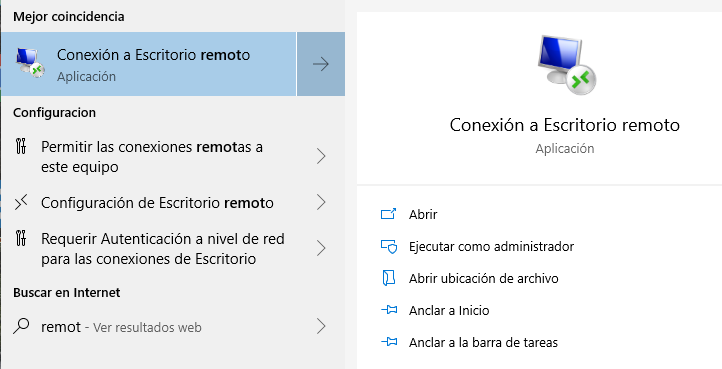 Mejor coincidencia
Conexión a Escritorio remoto
Aplicación
Configuracion
Permitir las conexiones remotas a
este equipo
Configuración de Escritorio remoto
Requerir Autenticación a nivel de red
para las conexiones de Escritorio
Buscar en Internet
remot - Ver resultados web
Conexión a Escritorio remoto
Aplicación
Abrir
Ejecutar como administrador
Abrir ubicación de archivo
Anclar a Inicio
Anclar a la barra de tareas